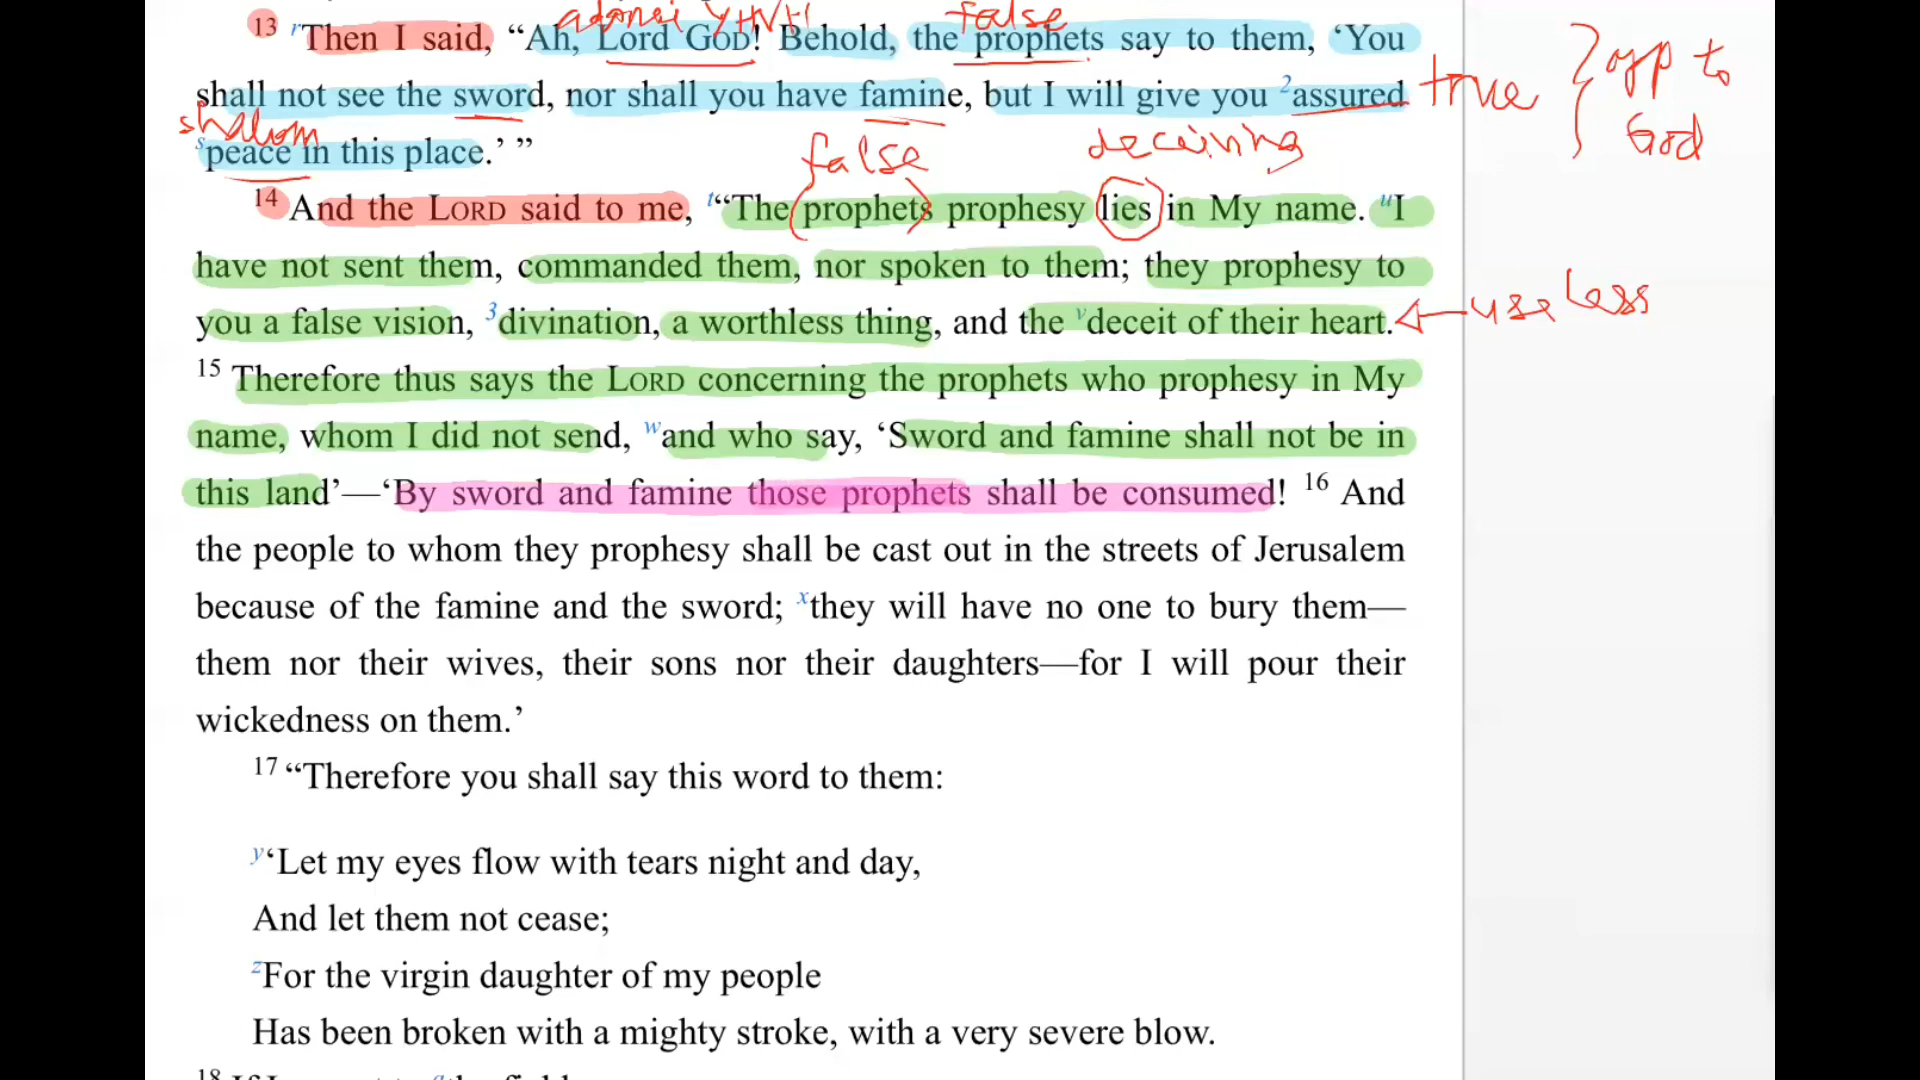 adonai YHVH false
13 r Then I said, “Ah, Lord GOD! Behold, the prophets say to them, ‘You
shall not see the sword, nor shall you have famine, but I will give you 2 assured true } opp to God
shalom
s peace in this place.’ ”
false deceiving
14 And the LORD said to me, t “The (prophets) prophesy lies in My name. u I
have not sent them, commanded them, nor spoken to them; they prophesy to
you a false vision, 3 divination, a worthless thing, and the v deceit of their heart. ← useless
15 Therefore thus says the LORD concerning the prophets who prophesy in My
name, whom I did not send, w and who say, ‘Sword and famine shall not be in
this land’—‘By sword and famine those prophets shall be consumed! 16 And
the people to whom they prophesy shall be cast out in the streets of Jerusalem
because of the famine and the sword; x they will have no one to bury them—
them nor their wives, their sons nor their daughters—for I will pour their
wickedness on them.’
17 “Therefore you shall say this word to them:
y ‘Let my eyes flow with tears night and day,
And let them not cease;
z For the virgin daughter of my people
Has been broken with a mighty stroke, with a very severe blow.
18